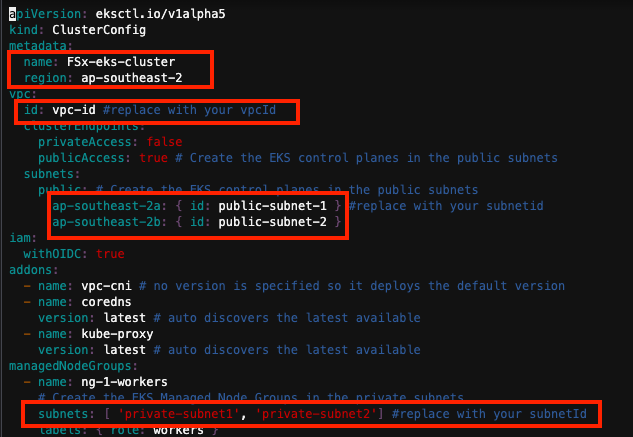 apiVersion: eksctl.io/v1alpha5
kind: ClusterConfig
metadata:
  name: FSx-eks-cluster
  region: ap-southeast-2
vpc:
  id: vpc-id #replace with your vpcId
  clusterEndpoints:
    privateAccess: false
    publicAccess: true # Create the EKS control planes in the public subnets
  subnets:
    public: # Create the EKS control planes in the public subnets
      ap-southeast-2a: { id: public-subnet-1 } #replace with your subnetid
      ap-southeast-2b: { id: public-subnet-2 }
iam:
  withOIDC: true
addons:
  - name: vpc-cni # no version is specified so it deploys the default version
  - name: coredns
    version: latest # auto discovers the latest available
  - name: kube-proxy
    version: latest # auto discovers the latest available
managedNodeGroups:
  - name: ng-1-workers
    # Create the EKS Managed Node Groups in the private subnets
    subnets: [ 'private-subnet1', 'private-subnet2'] #replace with your subnetId
    labels: { role: workers }